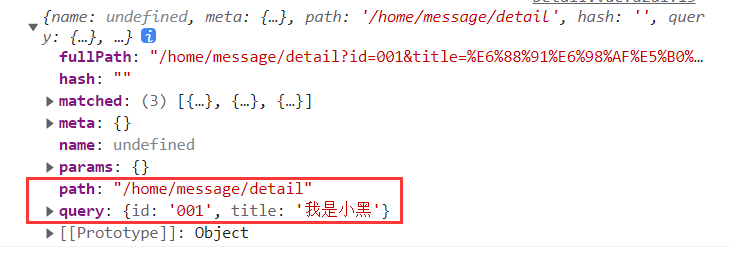 {name: undefined, meta: {…}, path: '/home/message/detail', hash: '', quer
y: {…}, …}
fullPath: "/home/message/detail?id=001&title=%E6%88%91%E6%98%AF%E5%B0%…
hash: ""
matched: (3) [{…}, {…}, {…}]
meta: {}
name: undefined
params: {}
path: "/home/message/detail"
query: {id: '001', title: '我是小黑'}
[[Prototype]]: Object